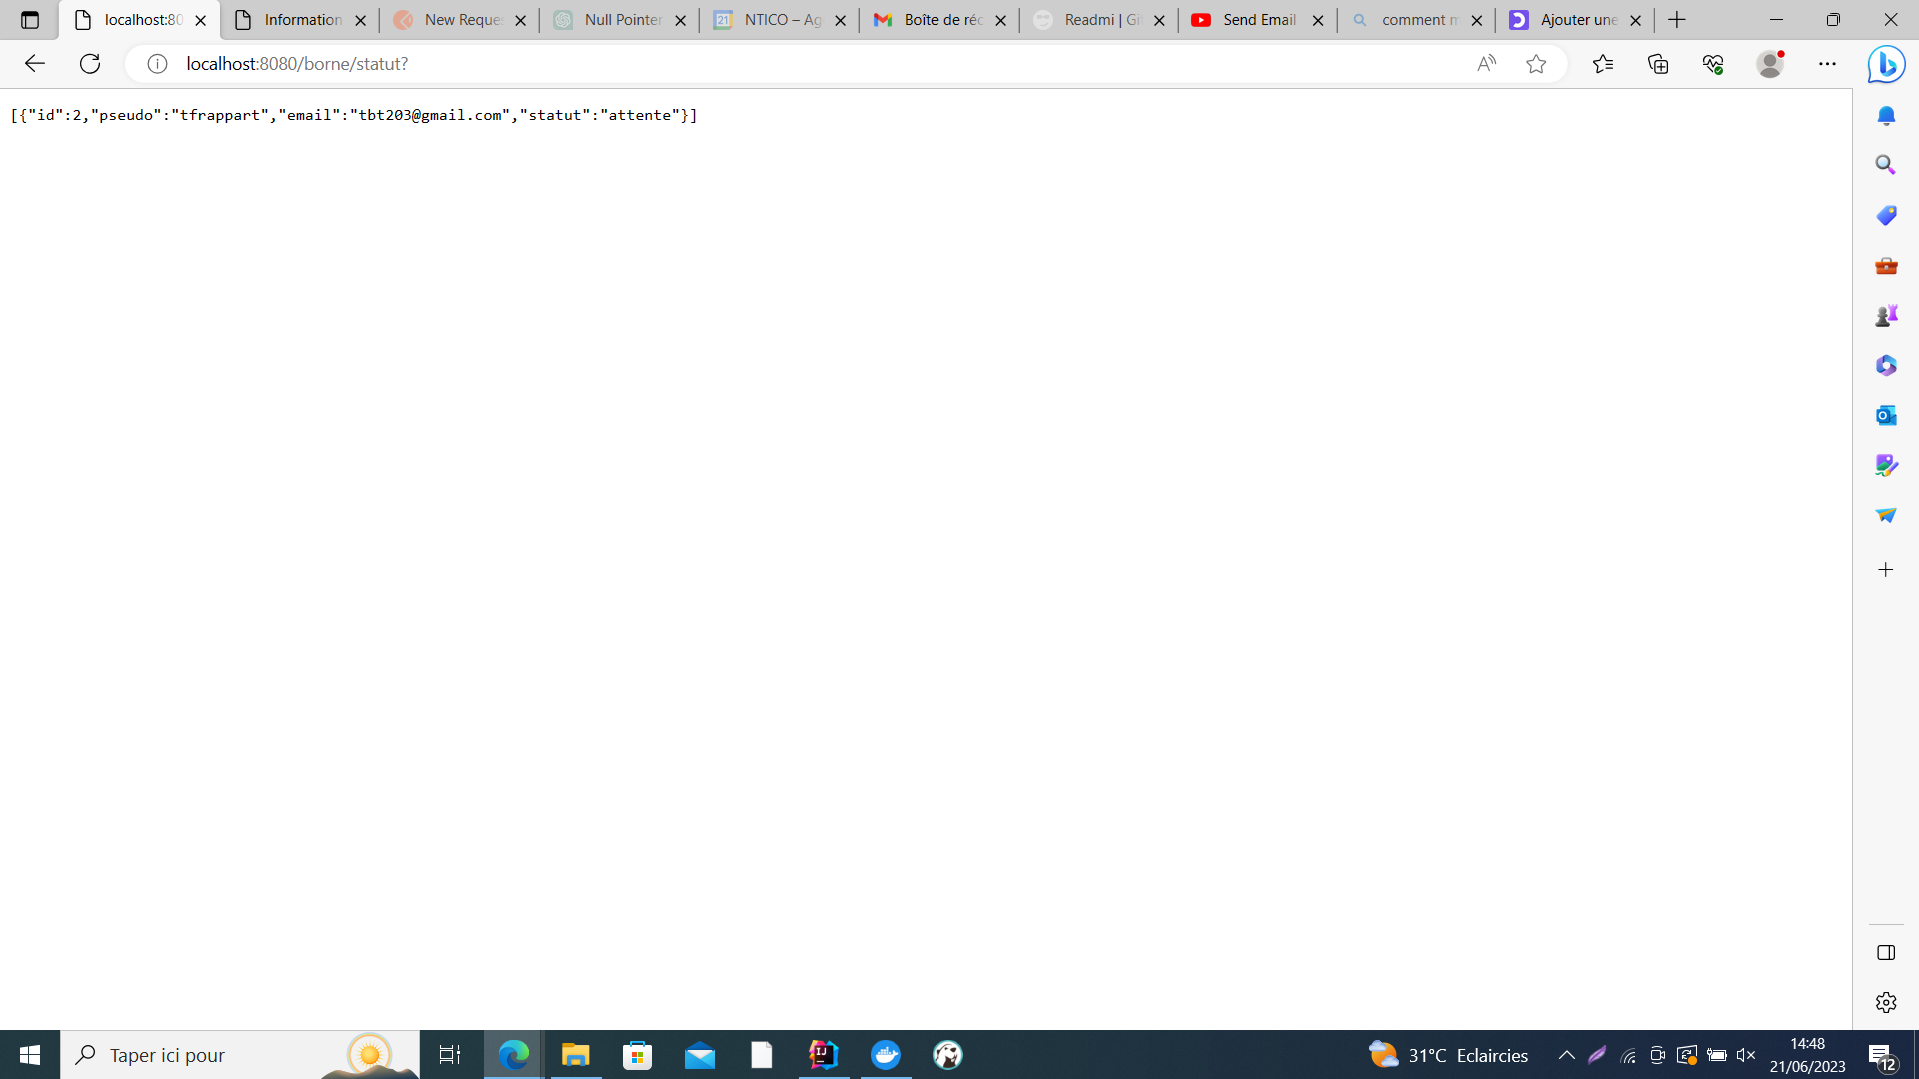 localhost:80
Information
New Reque
Null Pointer
21
NTICO – Ag
Boîte de réc
Readmi | Gi
Send Email
comment m
Ajouter une
localhost:8080/borne/statut?
[{"id":2,"pseudo":"tfrappart","email":"tbt203@gmail.com","statut":"attente"}]
Taper ici pour
31°C Eclaircies
14:48
21/06/2023
12